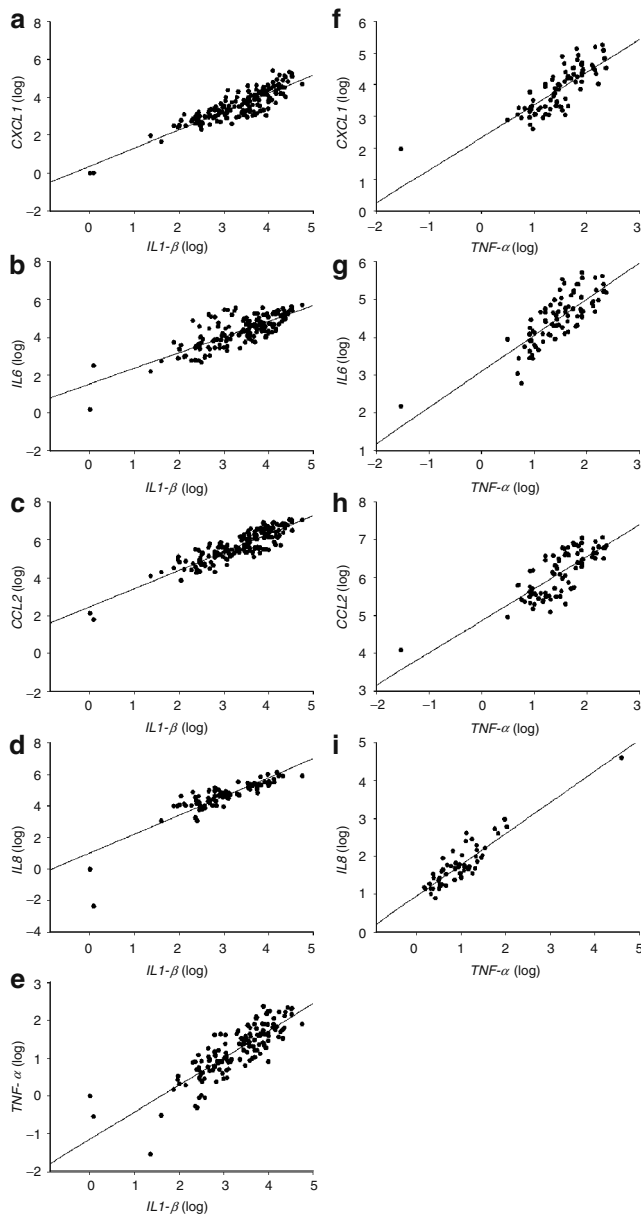 a
8
6
4
2
0
−2
CXCL1 (log)
0 1 2 3 4 5
IL1-β (log)
b
8
6
4
2
0
−2
IL6 (log)
0 1 2 3 4 5
IL1-β (log)
c
8
6
4
2
0
−2
CCL2 (log)
0 1 2 3 4 5
IL1-β (log)
d
8
6
4
2
0
−2
−4
IL8 (log)
0 1 2 3 4 5
IL1-β (log)
e
3
2
1
0
−1
−2
TNF- α (log)
0 1 2 3 4 5
IL1-β (log)
f
6
5
4
3
2
1
0
CXCL1 (log)
−2 −1 0 1 2 3
TNF-α (log)
g
6
5
4
3
2
1
IL6 (log)
−2 −1 0 1 2 3
TNF-α (log)
h
8
7
6
5
4
3
CCL2 (log)
−2 −1 0 1 2 3
TNF-α (log)
i
5
4
3
2
1
0
IL8 (log)
0 1 2 3 4 5
TNF-α (log)